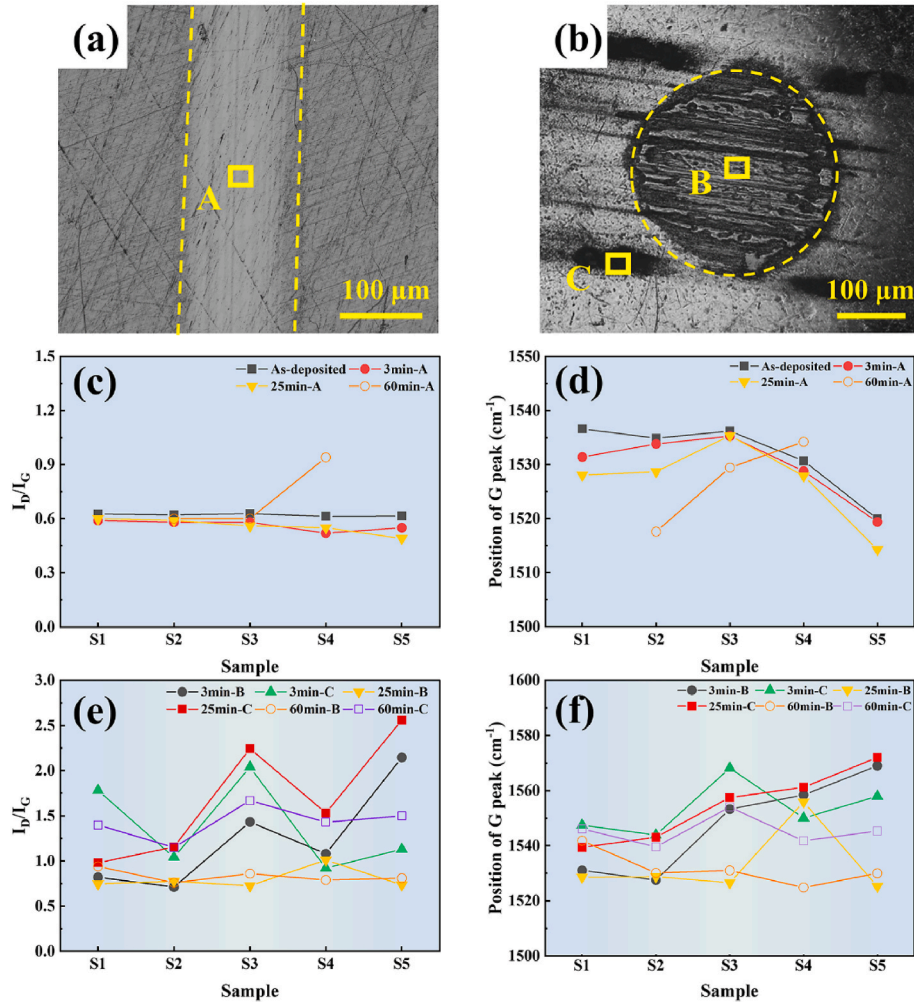 (a)
A
100 μm
(b)
B
C
100 μm
(c)
As-deposited 3min-A
25min-A 60min-A
I_D/I_G
1.5
1.2
0.9
0.6
0.3
0.0
S1 S2 S3 S4 S5
Sample
(d)
As-deposited 3min-A
25min-A 60min-A
Position of G peak (cm⁻¹)
1550
1540
1530
1520
1510
1500
S1 S2 S3 S4 S5
Sample
(e)
3min-B 3min-C 25min-B
25min-C 60min-B 60min-C
I_D/I_G
3.0
2.5
2.0
1.5
1.0
0.5
0.0
S1 S2 S3 S4 S5
Sample
(f)
3min-B 3min-C 25min-B
25min-C 60min-B 60min-C
Position of G peak (cm⁻¹)
1600
1580
1560
1540
1520
1500
S1 S2 S3 S4 S5
Sample